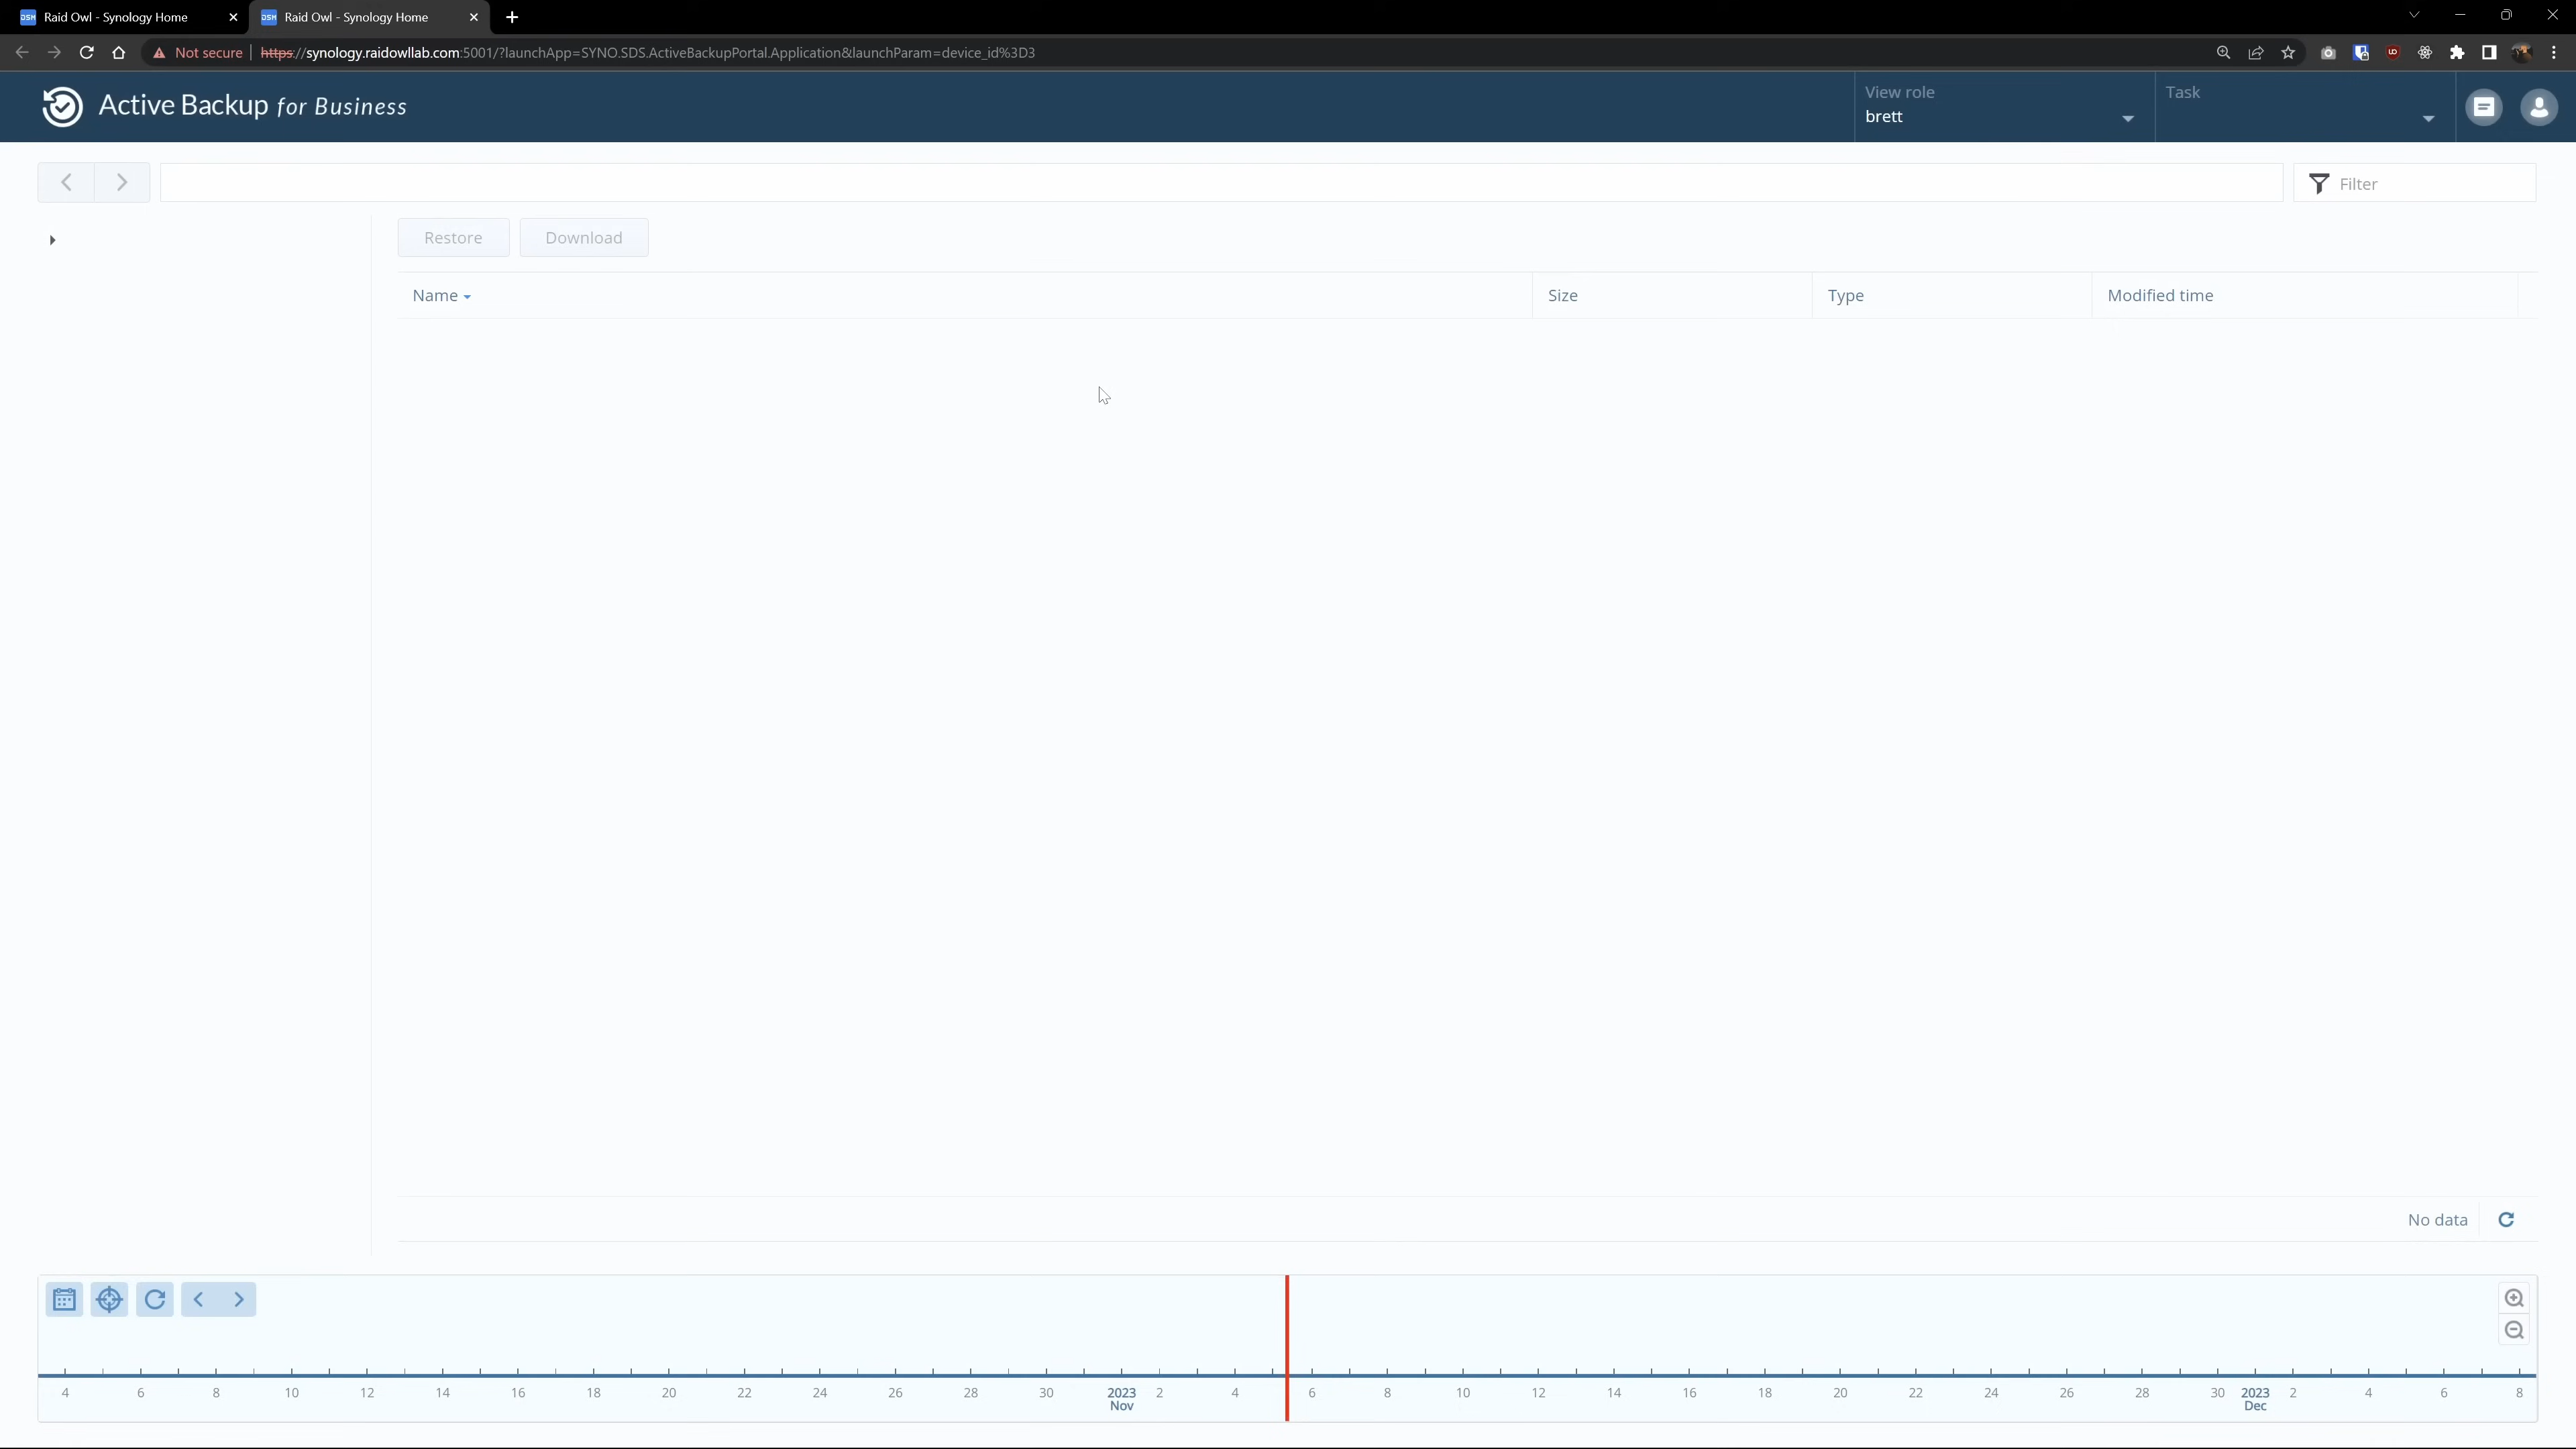 Raid Owl - Synology Home
Raid Owl - Synology Home
Not secure
https://synology.raidowllab.com:5001/?launchApp=SYNO.SDS.ActiveBackupPortal.Application&launchParam=device_id%3D3
Active Backup for Business
View role
brett
Task
Filter
Restore
Download
Name
Size
Type
Modified time
No data
4 6 8 10 12 14 16 18 20 22 24 26 28 30 2023 2 4 6 8 10 12 14 16 18 20 22 24 26 28 30 2023 2 4 6 8
Nov Dec